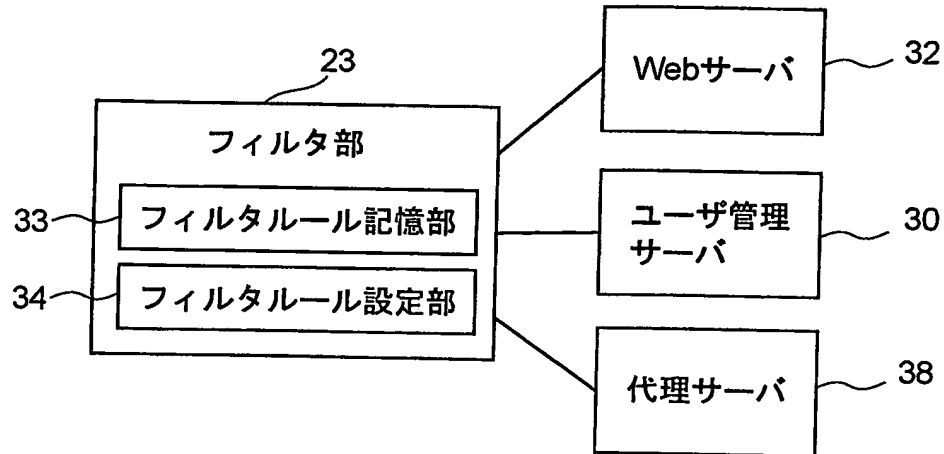 23
フィルタ部
33
フィルタルール記憶部
34
フィルタルール設定部
Webサーバ
32
ユーザ管理
サーバ
30
代理サーバ
38